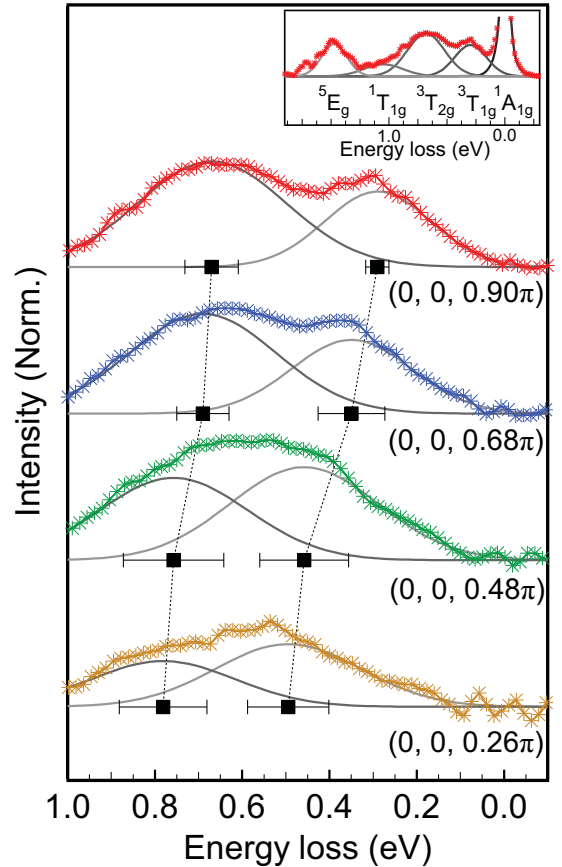 ⁵E_g ¹T_1g ³T_2g ³T_1g ¹A_1g
1.0 0.0
Energy loss (eV)
(0, 0, 0.90π)
(0, 0, 0.68π)
(0, 0, 0.48π)
(0, 0, 0.26π)
Intensity (Norm.)
1.0 0.8 0.6 0.4 0.2 0.0
Energy loss (eV)